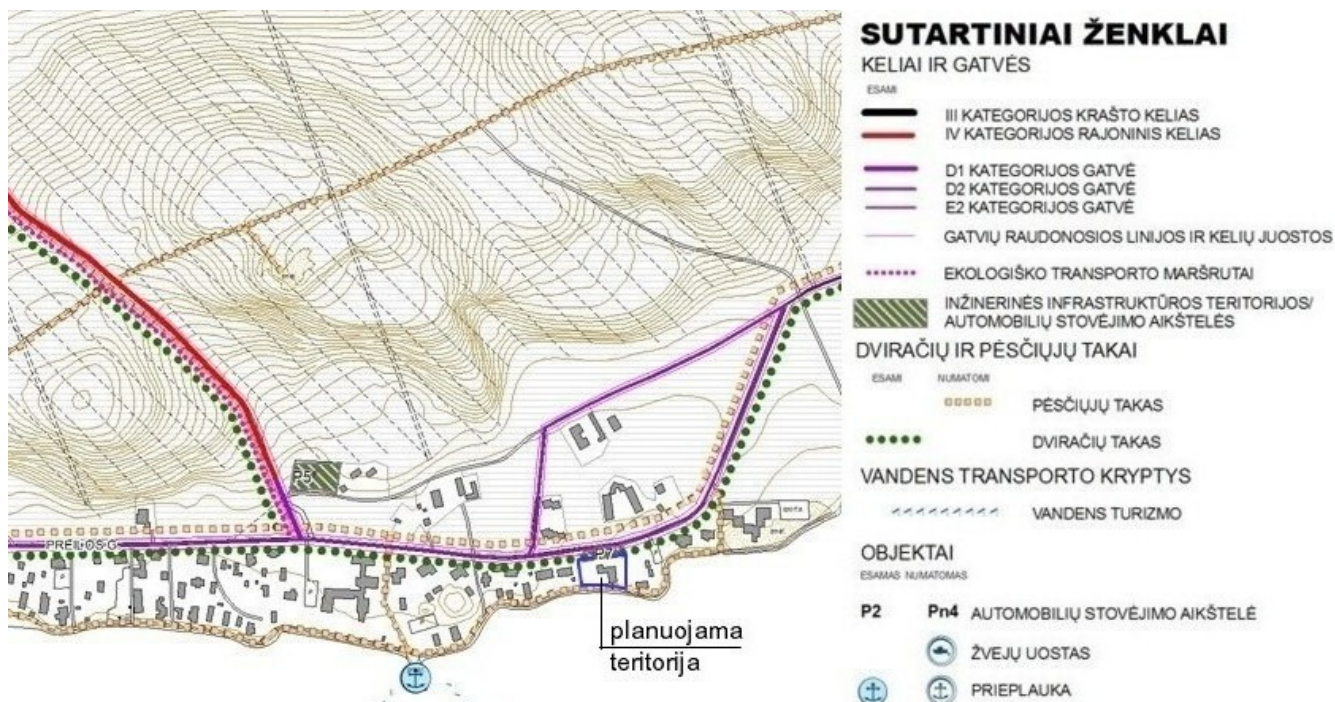 P5
PREILOS G.
P7
planuojama
teritorija
SUTARTINIAI ŽENKLAI
KELIAI IR GATVĖS
ESAMI
III KATEGORIJOS KRAŠTO KELIAS
IV KATEGORIJOS RAJONINIS KELIAS
D1 KATEGORIJOS GATVĖ
D2 KATEGORIJOS GATVĖ
E2 KATEGORIJOS GATVĖ
GATVIŲ RAUDONOSIOS LINIJOS IR KELIŲ JUOSTOS
EKOLOGIŠKO TRANSPORTO MARŠRUTAI
INŽINERINĖS INFRASTRUKTŪROS TERITORIJOS/
AUTOMOBILIŲ STOVĖJIMO AIKŠTELĖS
DVIRAČIŲ IR PĖSČIŲJŲ TAKAI
ESAMI NUMATOMI
PĖSČIŲJŲ TAKAS
DVIRAČIŲ TAKAS
VANDENS TRANSPORTO KRYPTYS
VANDENS TURIZMO
OBJEKTAI
ESAMAS NUMATOMAS
P2 Pn4 AUTOMOBILIŲ STOVĖJIMO AIKŠTELĖ
ŽVEJŲ UOSTAS
PRIEPLAUKA